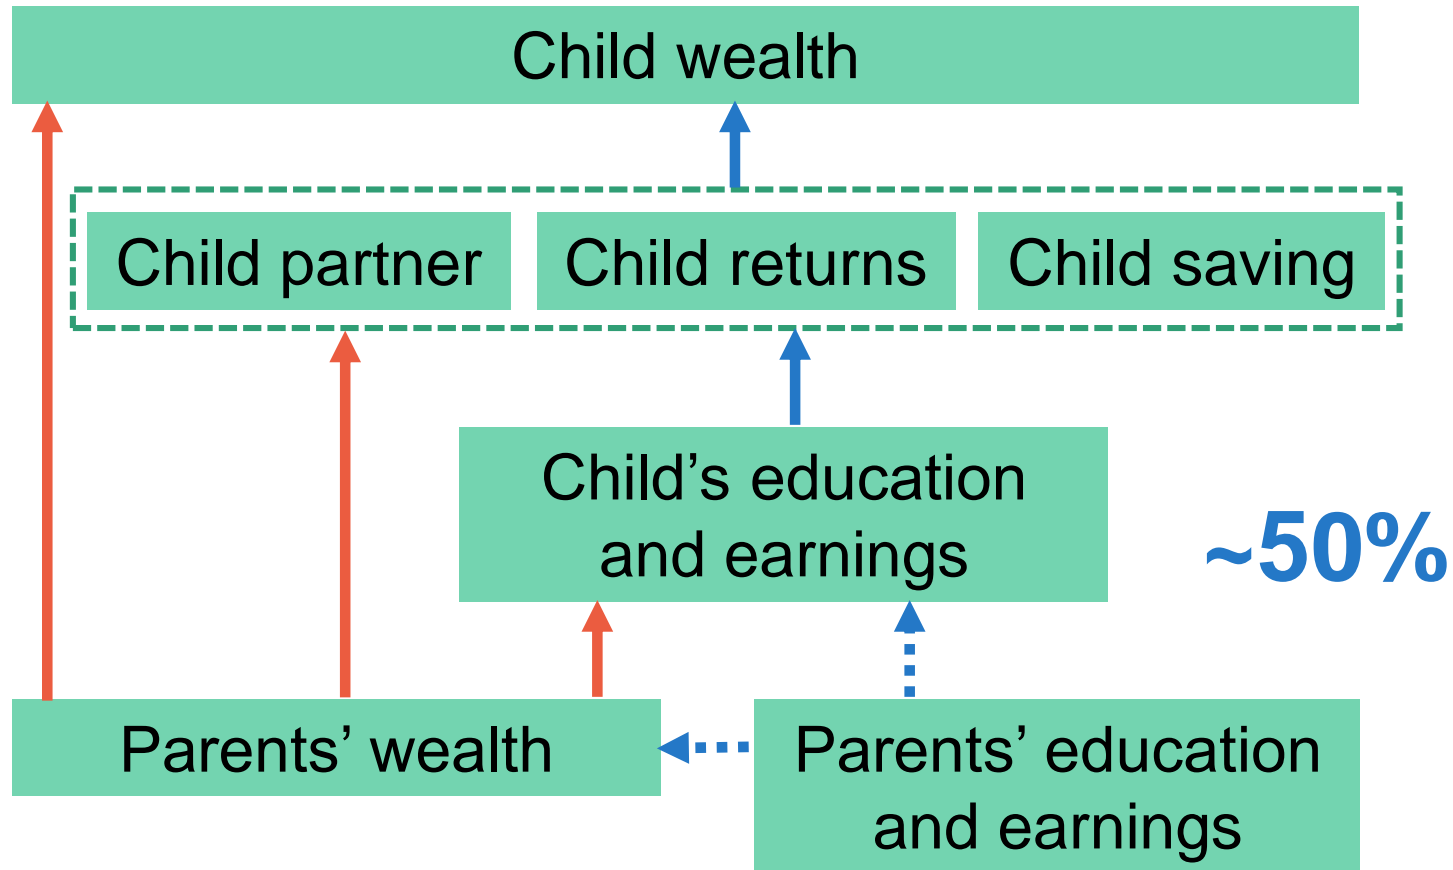 Child wealth
Child partner
Child returns
Child saving
Child’s education
and earnings
~50%
Parents’ wealth
Parents’ education
and earnings